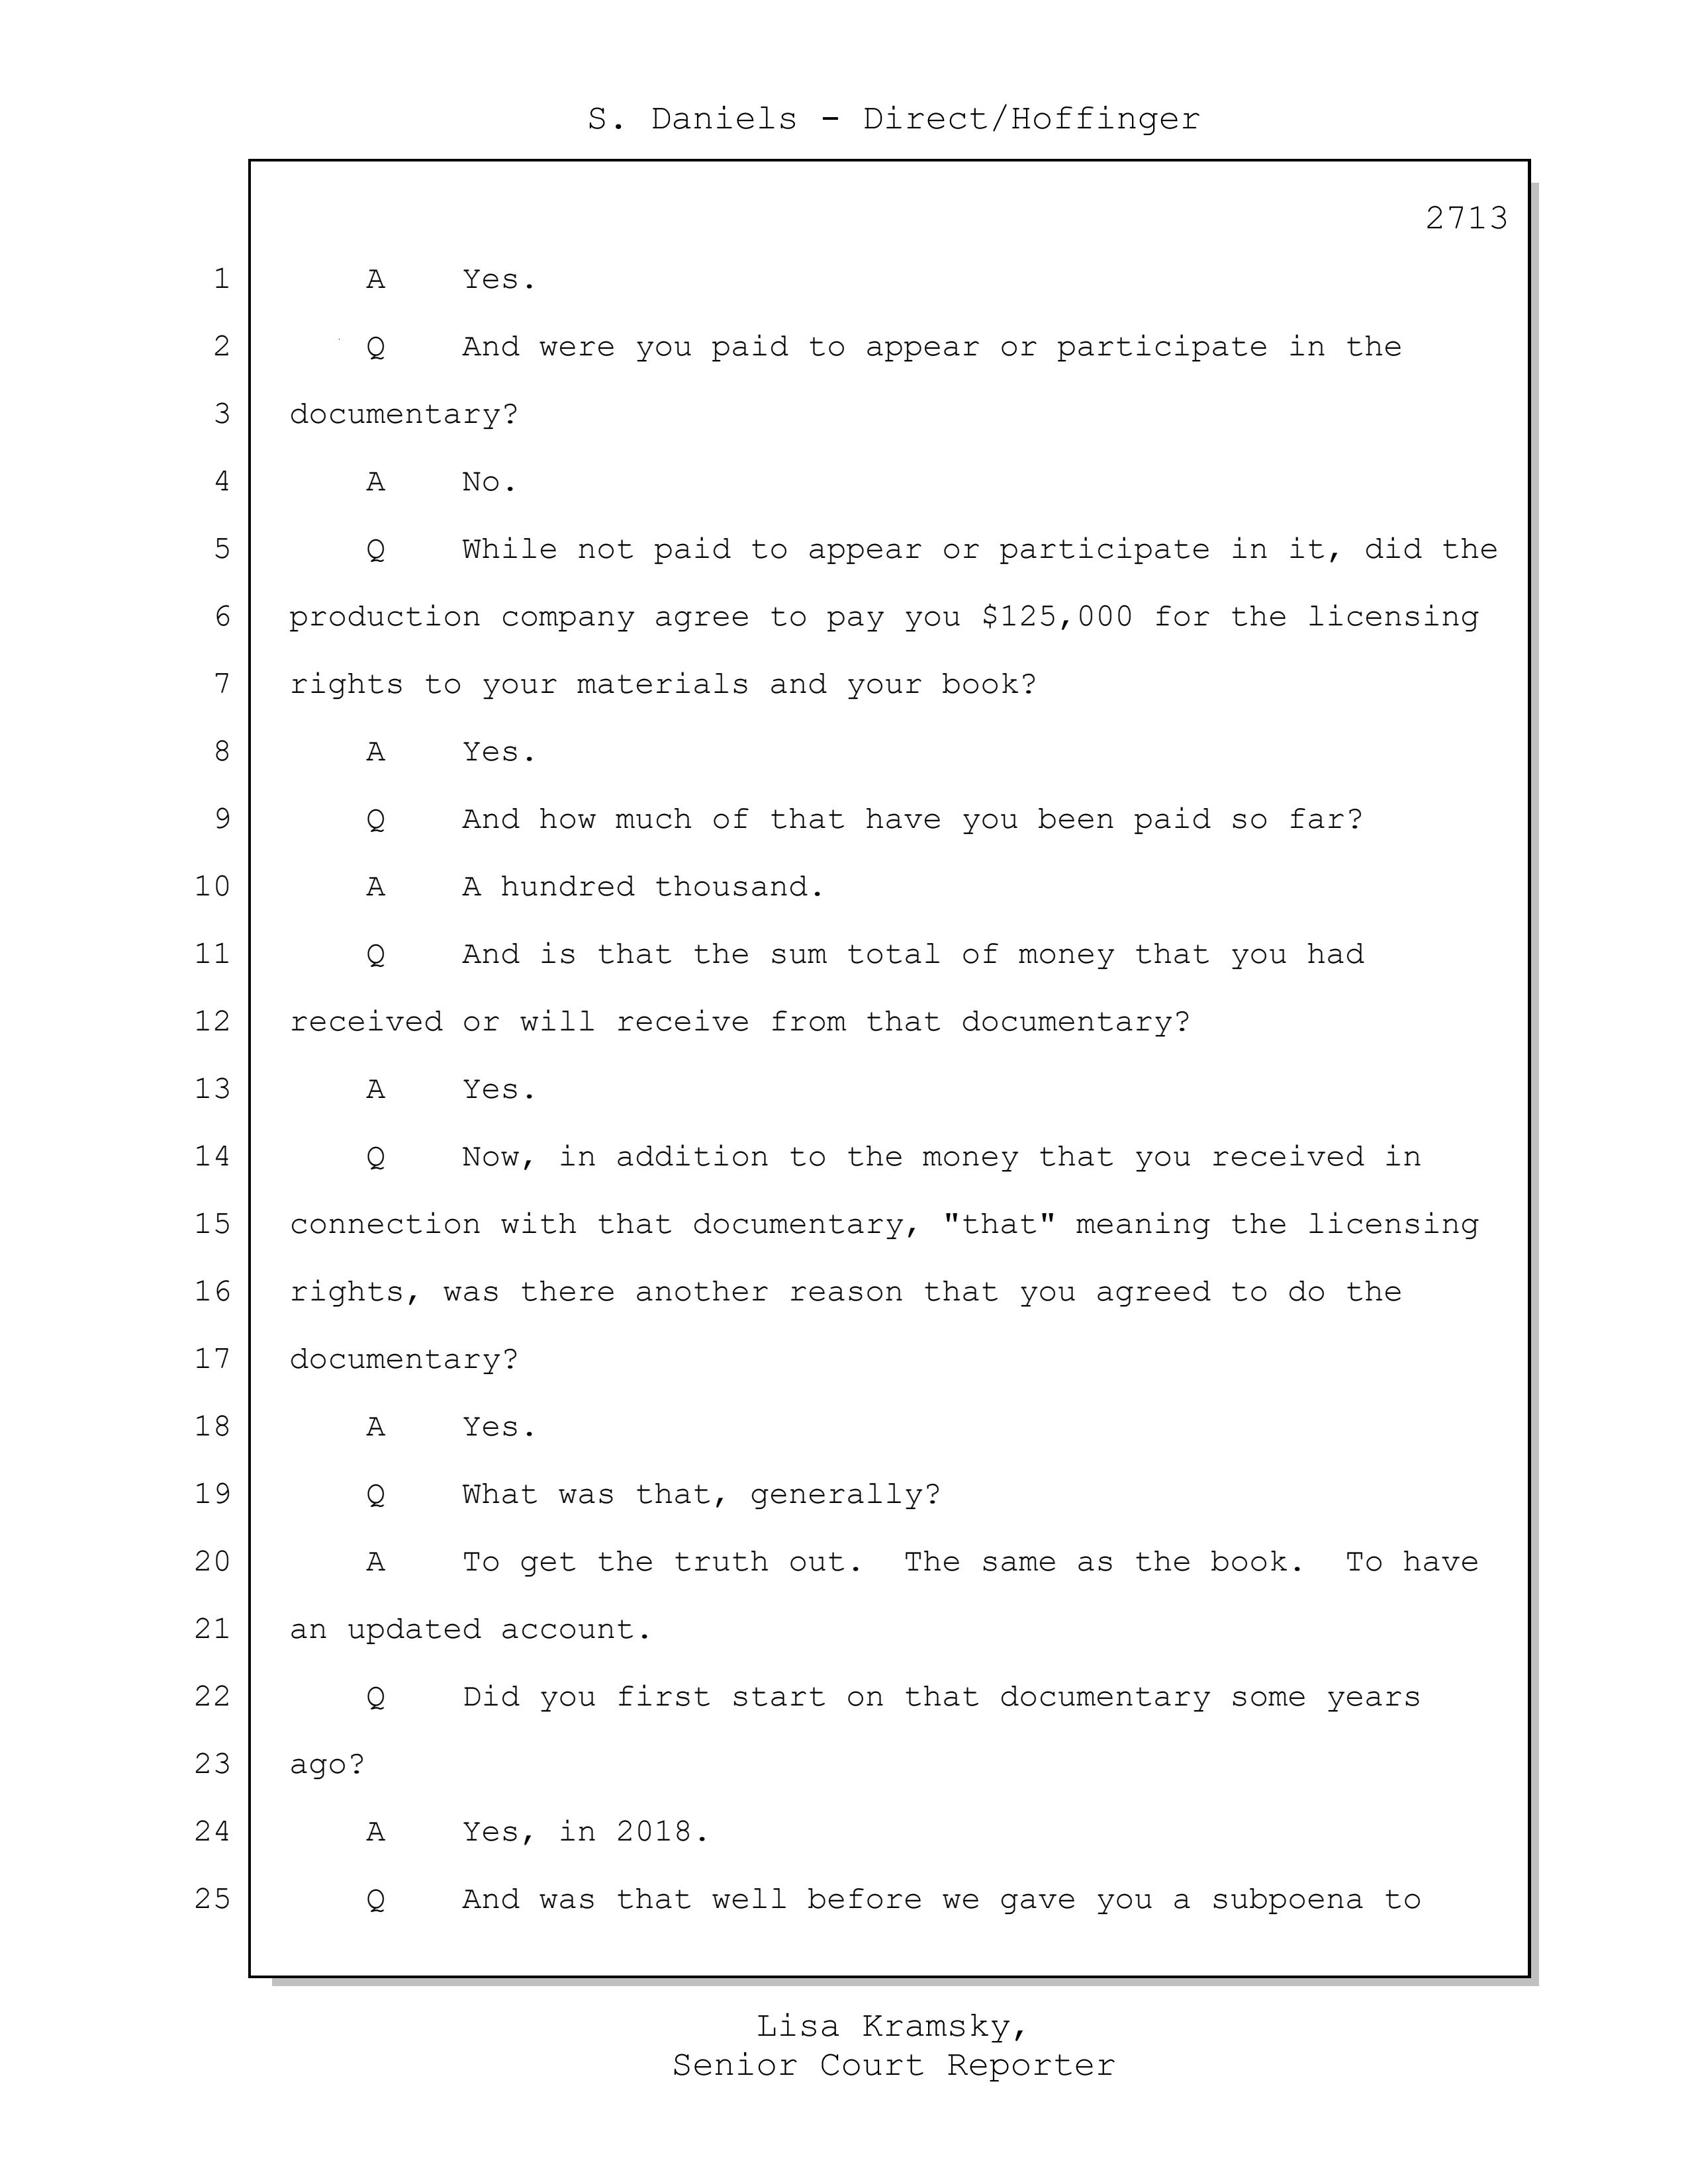 S. Daniels - Direct/Hoffinger
2713
1 A Yes.
2 Q And were you paid to appear or participate in the
3 documentary?
4 A No.
5 Q While not paid to appear or participate in it, did the
6 production company agree to pay you $125,000 for the licensing
7 rights to your materials and your book?
8 A Yes.
9 Q And how much of that have you been paid so far?
10 A A hundred thousand.
11 Q And is that the sum total of money that you had
12 received or will receive from that documentary?
13 A Yes.
14 Q Now, in addition to the money that you received in
15 connection with that documentary, "that" meaning the licensing
16 rights, was there another reason that you agreed to do the
17 documentary?
18 A Yes.
19 Q What was that, generally?
20 A To get the truth out. The same as the book. To have
21 an updated account.
22 Q Did you first start on that documentary some years
23 ago?
24 A Yes, in 2018.
25 Q And was that well before we gave you a subpoena to
Lisa Kramsky,
Senior Court Reporter